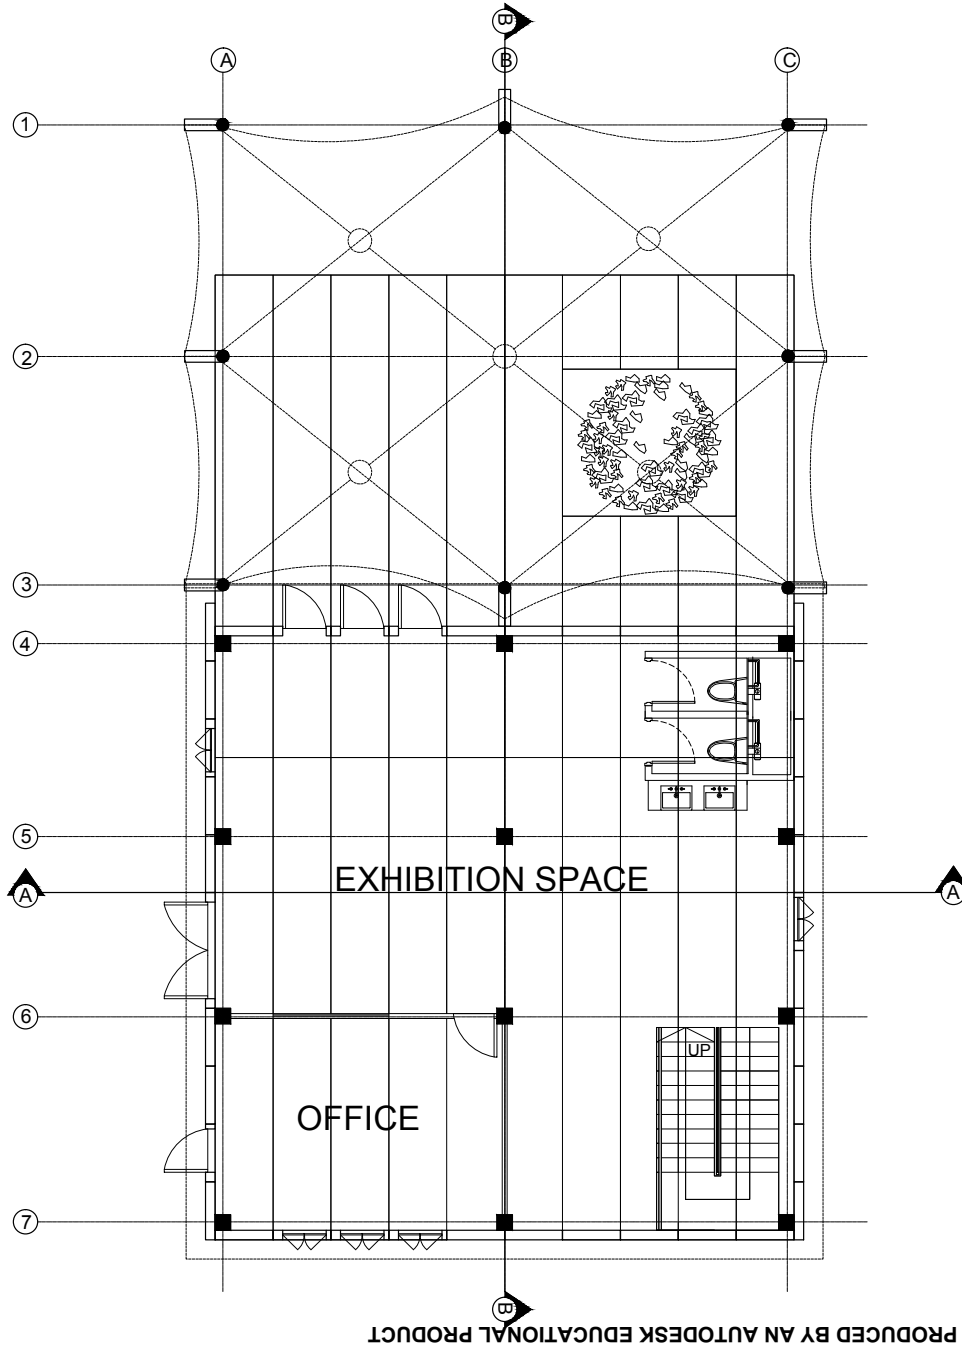 B
A B C
1
2
3
4
5
EXHIBITION SPACE
A A
6
UP
OFFICE
7
B
PRODUCED BY AN AUTODESK EDUCATIONAL PRODUCT